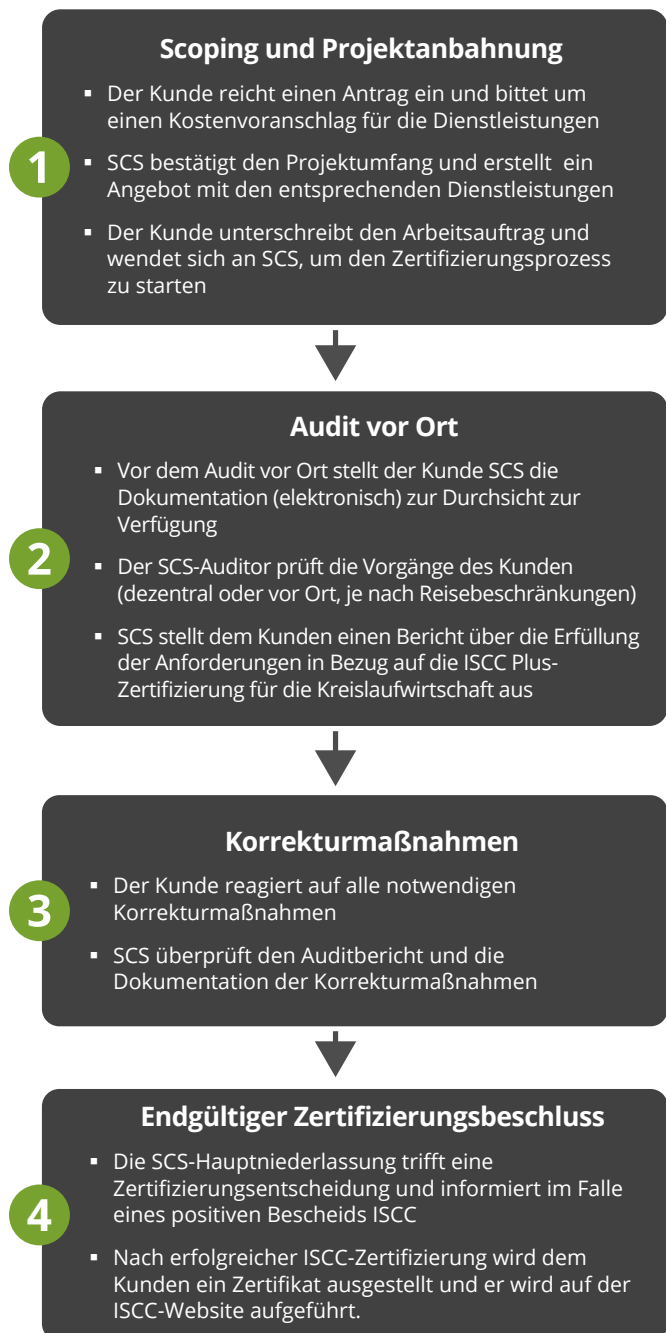 Scoping und Projektanbahnung
▪ Der Kunde reicht einen Antrag ein und bittet um
einen Kostenvoranschlag für die Dienstleistungen
1
▪ SCS bestätigt den Projektumfang und erstellt ein
Angebot mit den entsprechenden Dienstleistungen
▪ Der Kunde unterschreibt den Arbeitsauftrag und
wendet sich an SCS, um den Zertifizierungsprozess
zu starten
Audit vor Ort
▪ Vor dem Audit vor Ort stellt der Kunde SCS die
Dokumentation (elektronisch) zur Durchsicht zur
Verfügung
2
▪ Der SCS-Auditor prüft die Vorgänge des Kunden
(dezentral oder vor Ort, je nach Reisebeschränkungen)
▪ SCS stellt dem Kunden einen Bericht über die Erfüllung
der Anforderungen in Bezug auf die ISCC Plus-
Zertifizierung für die Kreislaufwirtschaft aus
Korrekturmaßnahmen
3
▪ Der Kunde reagiert auf alle notwendigen
Korrekturmaßnahmen
▪ SCS überprüft den Auditbericht und die
Dokumentation der Korrekturmaßnahmen
Endgültiger Zertifizierungsbeschluss
4
▪ Die SCS-Hauptniederlassung trifft eine
Zertifizierungsentscheidung und informiert im Falle
eines positiven Bescheids ISCC
▪ Nach erfolgreicher ISCC-Zertifizierung wird dem
Kunden ein Zertifikat ausgestellt und er wird auf der
ISCC-Website aufgeführt.